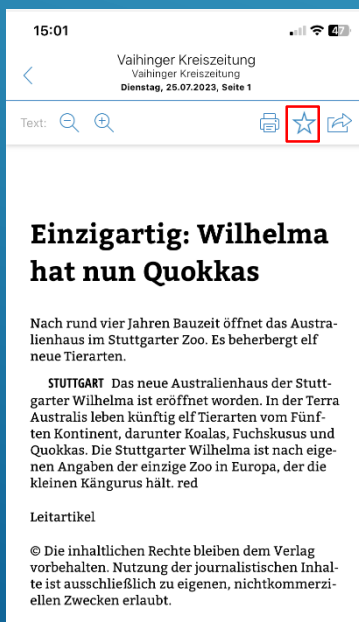 15:01
47
Vaihinger Kreiszeitung
Vaihinger Kreiszeitung
Dienstag, 25.07.2023, Seite 1
Text:
Einzigartig: Wilhelma
hat nun Quokkas
Nach rund vier Jahren Bauzeit öffnet das Austra-
lienhaus im Stuttgarter Zoo. Es beherbergt elf
neue Tierarten.
STUTTGART Das neue Australienhaus der Stutt-
garter Wilhelma ist eröffnet worden. In der Terra
Australis leben künftig elf Tierarten vom Fünf-
ten Kontinent, darunter Koalas, Fuchskusus und
Quokkas. Die Stuttgarter Wilhelma ist nach eige-
nen Angaben der einzige Zoo in Europa, der die
kleinen Kängurus hält. red
Leitartikel
© Die inhaltlichen Rechte bleiben dem Verlag
vorbehalten. Nutzung der journalistischen Inhal-
te ist ausschließlich zu eigenen, nichtkommerzi-
ellen Zwecken erlaubt.